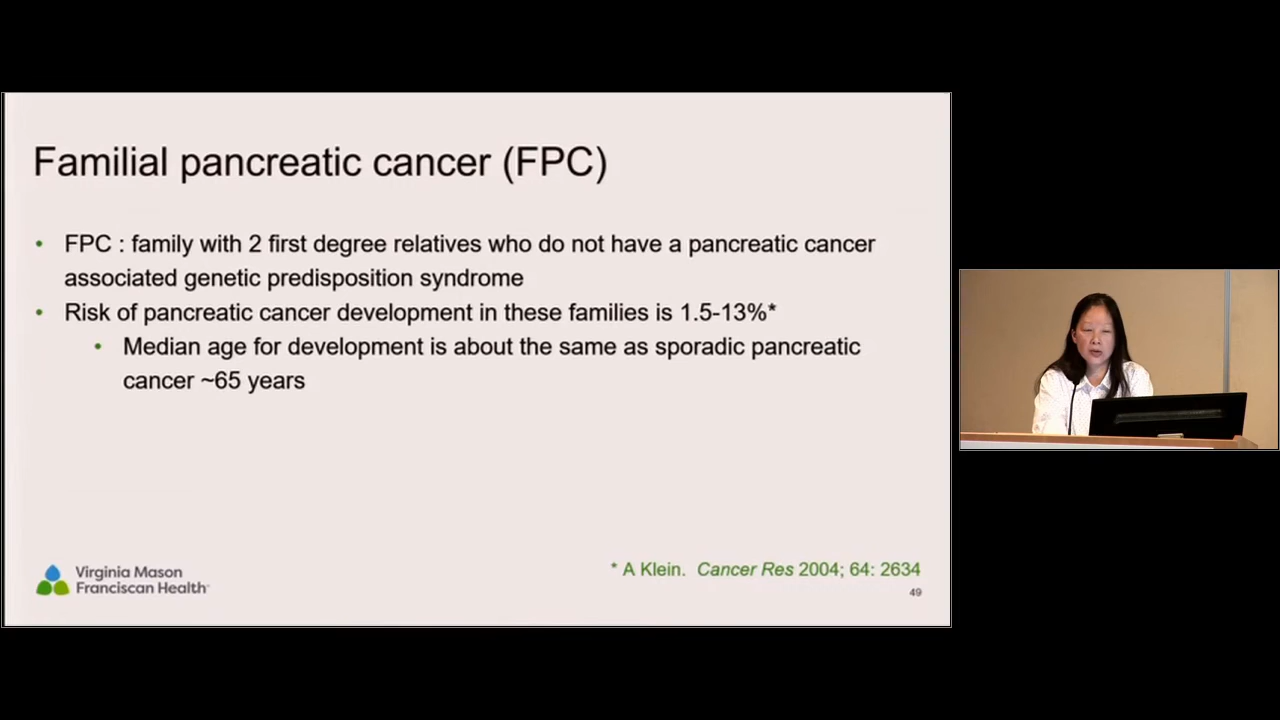 Familial pancreatic cancer (FPC)
• FPC : family with 2 first degree relatives who do not have a pancreatic cancer
associated genetic predisposition syndrome
• Risk of pancreatic cancer development in these families is 1.5-13%*
• Median age for development is about the same as sporadic pancreatic
cancer ~65 years
* A Klein. Cancer Res 2004; 64: 2634
Virginia Mason
Franciscan Health
49